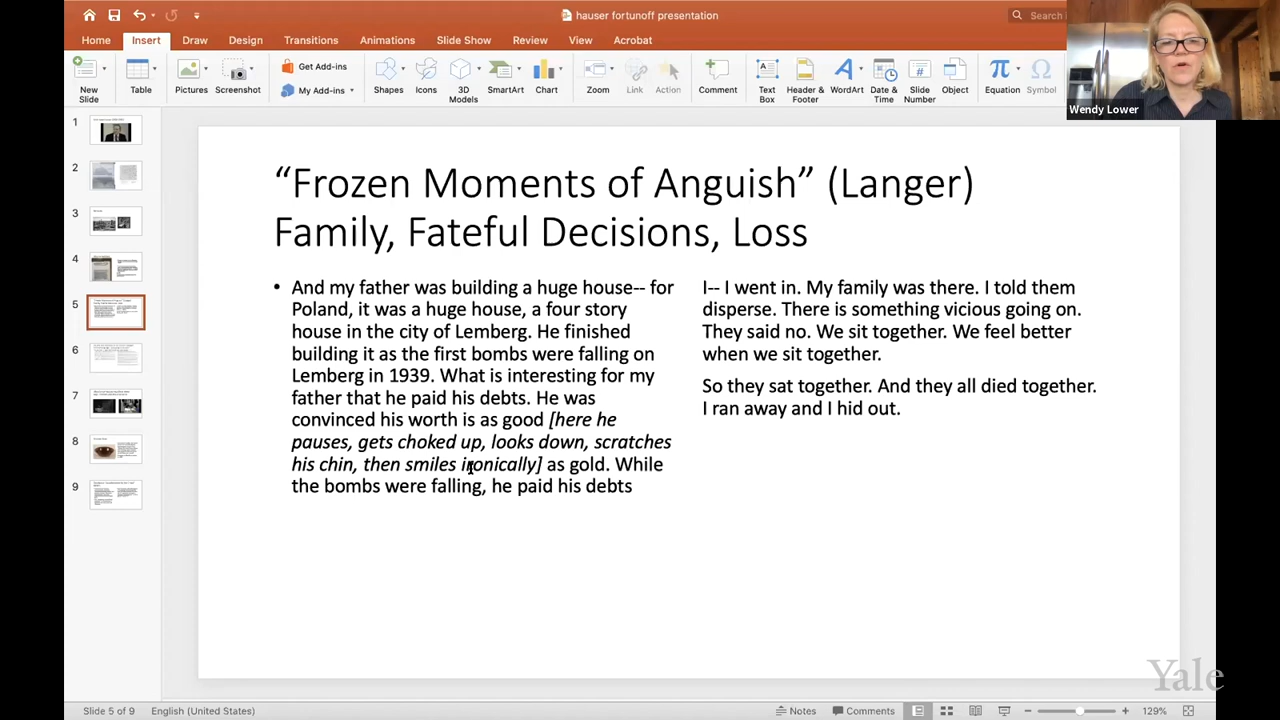 hauser fortunoff presentation
Search
Home Insert Draw Design Transitions Animations Slide Show Review View Acrobat
New Slide
Table
Pictures
Screenshot
Get Add-ins
My Add-ins
Shapes
Icons
3D Models
SmartArt
Chart
Zoom
Link
Action
Comment
Text Box
Header & Footer
WordArt
Date & Time
Slide Number
Object
Equation
Symbol
Wendy Lower
1
2
3
4
5
6
7
8
9
“Frozen Moments of Anguish” (Langer)
Family, Fateful Decisions, Loss
• And my father was building a huge house-- for
Poland, it was a huge house, a four story
house in the city of Lemberg. He finished
building it as the first bombs were falling on
Lemberg in 1939. What is interesting for my
father that he paid his debts. He was
convinced his worth is as good [here he
pauses, gets choked up, looks down, scratches
his chin, then smiles ironically] as gold. While
the bombs were falling, he paid his debts
I-- I went in. My family was there. I told them
disperse. There is something vicious going on.
They said no. We sit together. We feel better
when we sit together.
So they sat together. And they all died together.
I ran away and I hid out.
Yale
Slide 5 of 9 English (United States) Notes Comments 129%